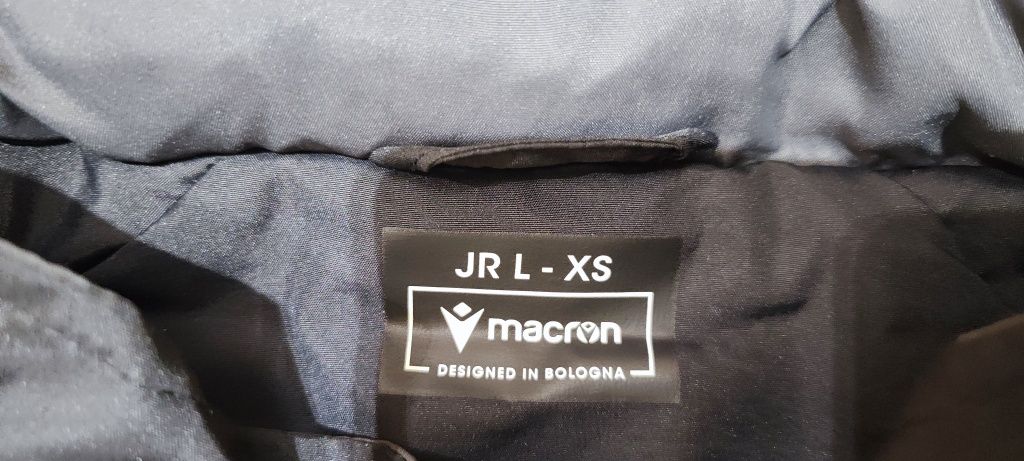 JR L - XS
macron
DESIGNED IN BOLOGNA